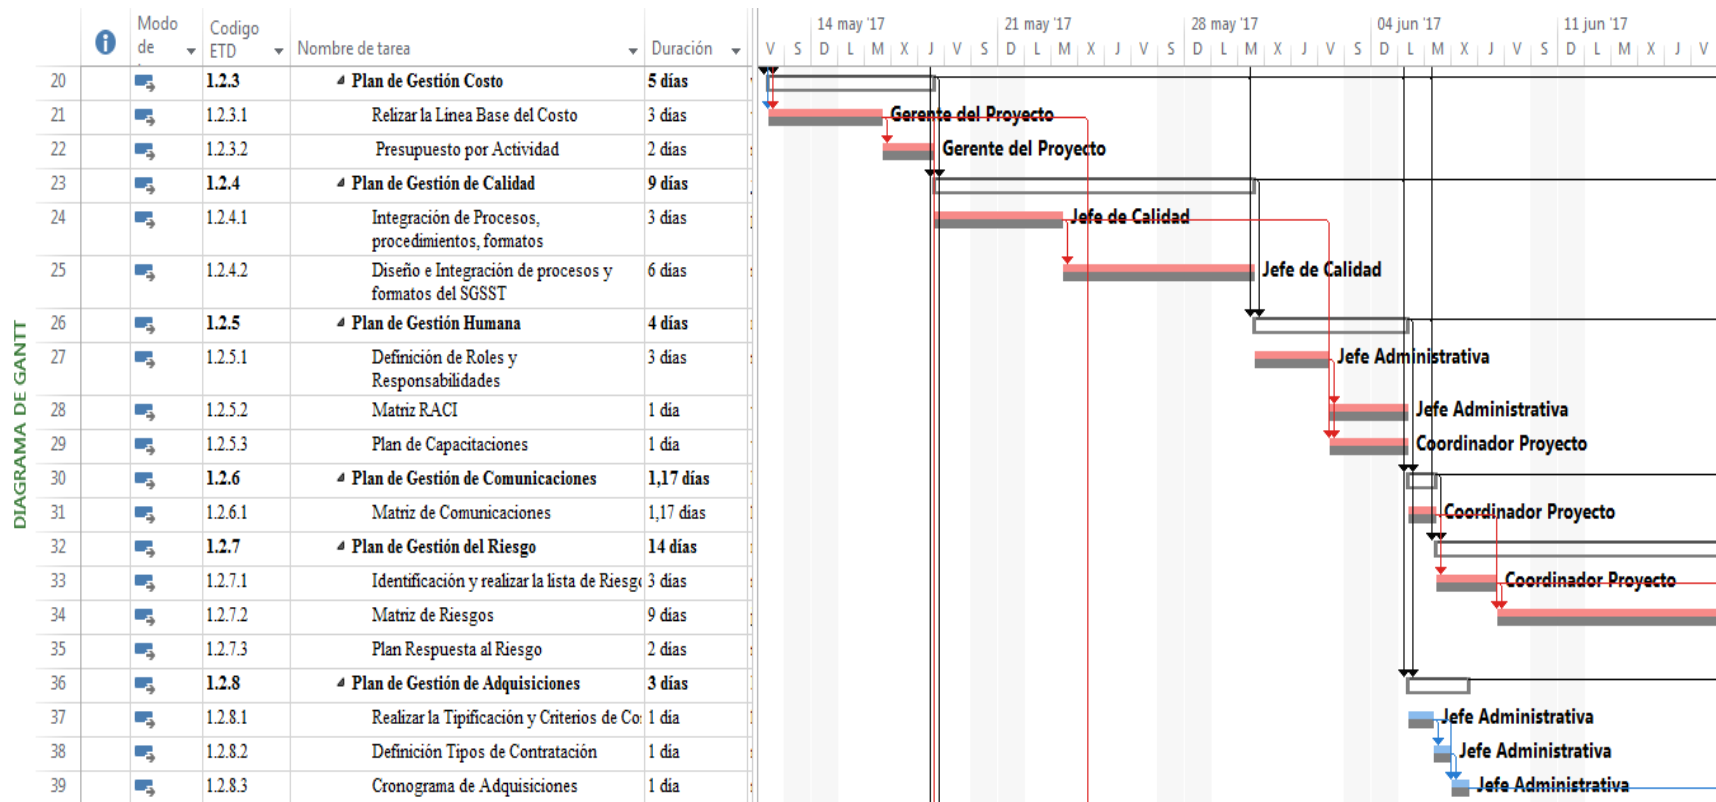 DIAGRAMA DE GANTT
Modo de
Codigo ETD
Nombre de tarea
Duración
14 may '17 21 may '17 28 may '17 04 jun '17 11 jun '17
V S D L M X J V S D L M X J V S D L M X J V S D L M X J V S D L M X J V
20 1.2.3 Plan de Gestión Costo 5 días
21 1.2.3.1 Relizar la Línea Base del Costo 3 días Gerente del Proyecto
22 1.2.3.2 Presupuesto por Actividad 2 días Gerente del Proyecto
23 1.2.4 Plan de Gestión de Calidad 9 días
24 1.2.4.1 Integración de Procesos, 3 días Jefe de Calidad
procedimientos, formatos
25 1.2.4.2 Diseño e Integración de procesos y 6 días Jefe de Calidad
formatos del SGSST
26 1.2.5 Plan de Gestión Humana 4 días
27 1.2.5.1 Definición de Roles y 3 días Jefe Administrativa
Responsabilidades
28 1.2.5.2 Matriz RACI 1 día Jefe Administrativa
29 1.2.5.3 Plan de Capacitaciones 1 día Coordinador Proyecto
30 1.2.6 Plan de Gestión de Comunicaciones 1,17 días
31 1.2.6.1 Matriz de Comunicaciones 1,17 días Coordinador Proyecto
32 1.2.7 Plan de Gestión del Riesgo 14 días
33 1.2.7.1 Identificación y realizar la lista de Riesgo 3 días Coordinador Proyecto
34 1.2.7.2 Matriz de Riesgos 9 días
35 1.2.7.3 Plan Respuesta al Riesgo 2 días
36 1.2.8 Plan de Gestión de Adquisiciones 3 días
37 1.2.8.1 Realizar la Tipificación y Criterios de Co 1 día Jefe Administrativa
38 1.2.8.2 Definición Tipos de Contratación 1 día Jefe Administrativa
39 1.2.8.3 Cronograma de Adquisiciones 1 día Jefe Administrativa